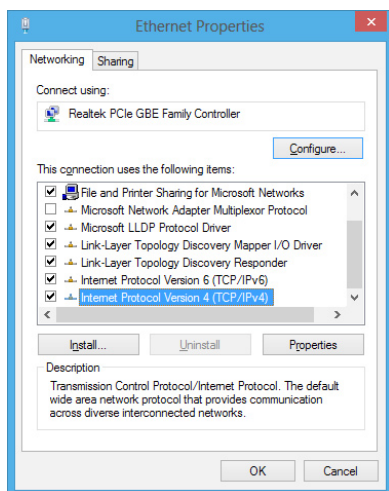 Ethernet Properties
Networking
Sharing
Connect using:
Realtek PCIe GBE Family Controller
Configure...
This connection uses the following items:
File and Printer Sharing for Microsoft Networks
Microsoft Network Adapter Multiplexor Protocol
Microsoft LLDP Protocol Driver
Link-Layer Topology Discovery Mapper I/O Driver
Link-Layer Topology Discovery Responder
Internet Protocol Version 6 (TCP/IPv6)
Internet Protocol Version 4 (TCP/IPv4)
Install...
Uninstall
Properties
Description
Transmission Control Protocol/Internet Protocol. The default
wide area network protocol that provides communication
across diverse interconnected networks.
OK
Cancel